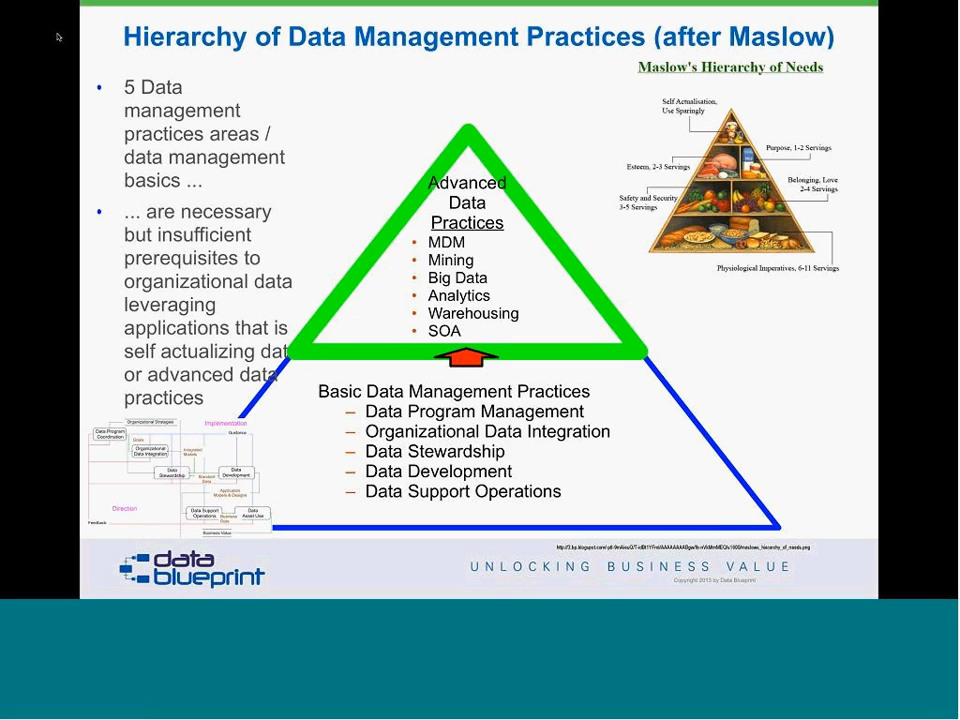 Hierarchy of Data Management Practices (after Maslow)
• 5 Data
management
practices areas /
data management
basics ...
• ... are necessary
but insufficient
prerequisites to
organizational data
leveraging
applications that is
self actualizing dat
or advanced data
practices
Maslow's Hierarchy of Needs
Self Actualisation,
Use Sparingly
Purpose, 1-2 Servings
Esteem, 2-3 Servings
Belonging, Love
2-4 Servings
Safety and Security
3-5 Servings
Physiological Imperatives, 6-11 Servings
Advanced
Data
Practices
• MDM
• Mining
• Big Data
• Analytics
• Warehousing
• SOA
Basic Data Management Practices
– Data Program Management
– Organizational Data Integration
– Data Stewardship
– Data Development
– Data Support Operations
Organizational Strategies
Implementation
Data Program
Coordination
Guidance
Goals
Organizational
Data Integration
Integrated
Models
Data
Stewardship
Standard
Data
Data
Development
Application
Models & Designs
Direction
Data Support
Operations
Business
Data
Data
Asset Use
Feedback
Business Value
data
blueprint
UNLOCKING BUSINESS VALUE
Copyright 2013 by Data Blueprint